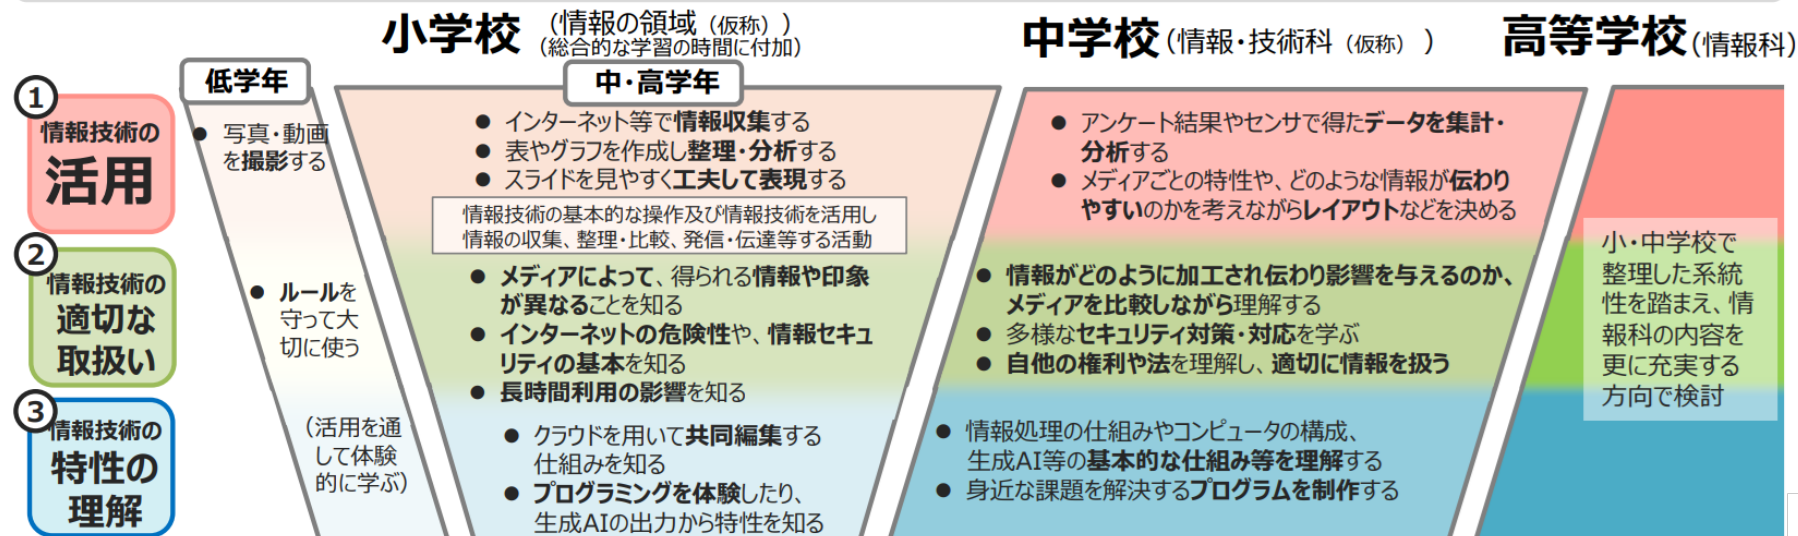 小学校 (情報の領域(仮称))
(総合的な学習の時間に付加)
中学校(情報・技術科(仮称))
高等学校(情報科)
低学年
中・高学年
①
情報技術の
活用
● 写真・動画
を撮影する
● インターネット等で情報収集する
● 表やグラフを作成し整理・分析する
● スライドを見やすく工夫して表現する
情報技術の基本的な操作及び情報技術を活用し
情報の収集、整理・比較、発信・伝達等する活動
● アンケート結果やセンサで得たデータを集計・
分析する
● メディアごとの特性や、どのような情報が伝わり
やすいのかを考えながらレイアウトなどを決める
②
情報技術の
適切な
取扱い
● ルールを
守って大
切に使う
● メディアによって、得られる情報や印象
が異なることを知る
● インターネットの危険性や、情報セキュ
リティの基本を知る
● 長時間利用の影響を知る
● 情報がどのように加工され伝わり影響を与えるのか、
メディアを比較しながら理解する
● 多様なセキュリティ対策・対応を学ぶ
● 自他の権利や法を理解し、適切に情報を扱う
小・中学校で
整理した系統
性を踏まえ、情
報科の内容を
更に充実する
方向で検討
③
情報技術の
特性の
理解
(活用を通
して体験
的に学ぶ)
● クラウドを用いて共同編集する
仕組みを知る
● プログラミングを体験したり、
生成AIの出力から特性を知る
● 情報処理の仕組みやコンピュータの構成、
生成AI等の基本的な仕組み等を理解する
● 身近な課題を解決するプログラムを制作する